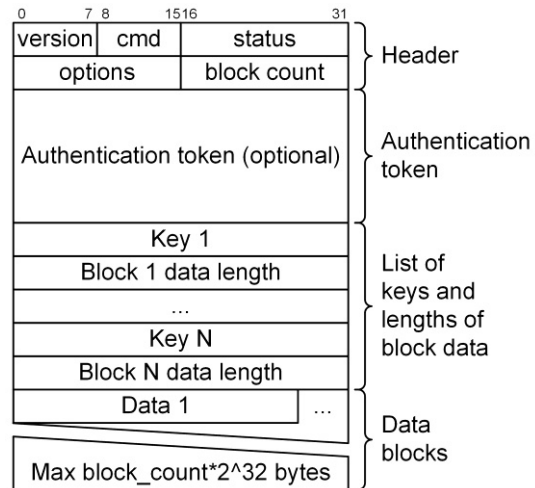 0 7 8 15 16 31
version cmd status
options block count
Header
Authentication token (optional)
Authentication
token
Key 1
Block 1 data length
...
Key N
Block N data length
List of
keys and
lengths of
block data
Data 1 ...
Max block_count*2^32 bytes
Data
blocks